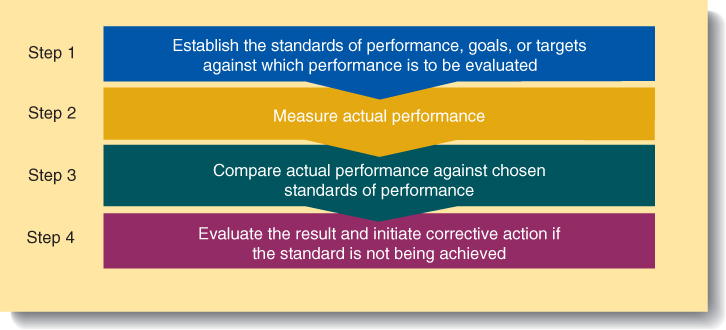 Step 1
Establish the standards of performance, goals, or targets
against which performance is to be evaluated
Step 2
Measure actual performance
Step 3
Compare actual performance against chosen
standards of performance
Step 4
Evaluate the result and initiate corrective action if
the standard is not being achieved